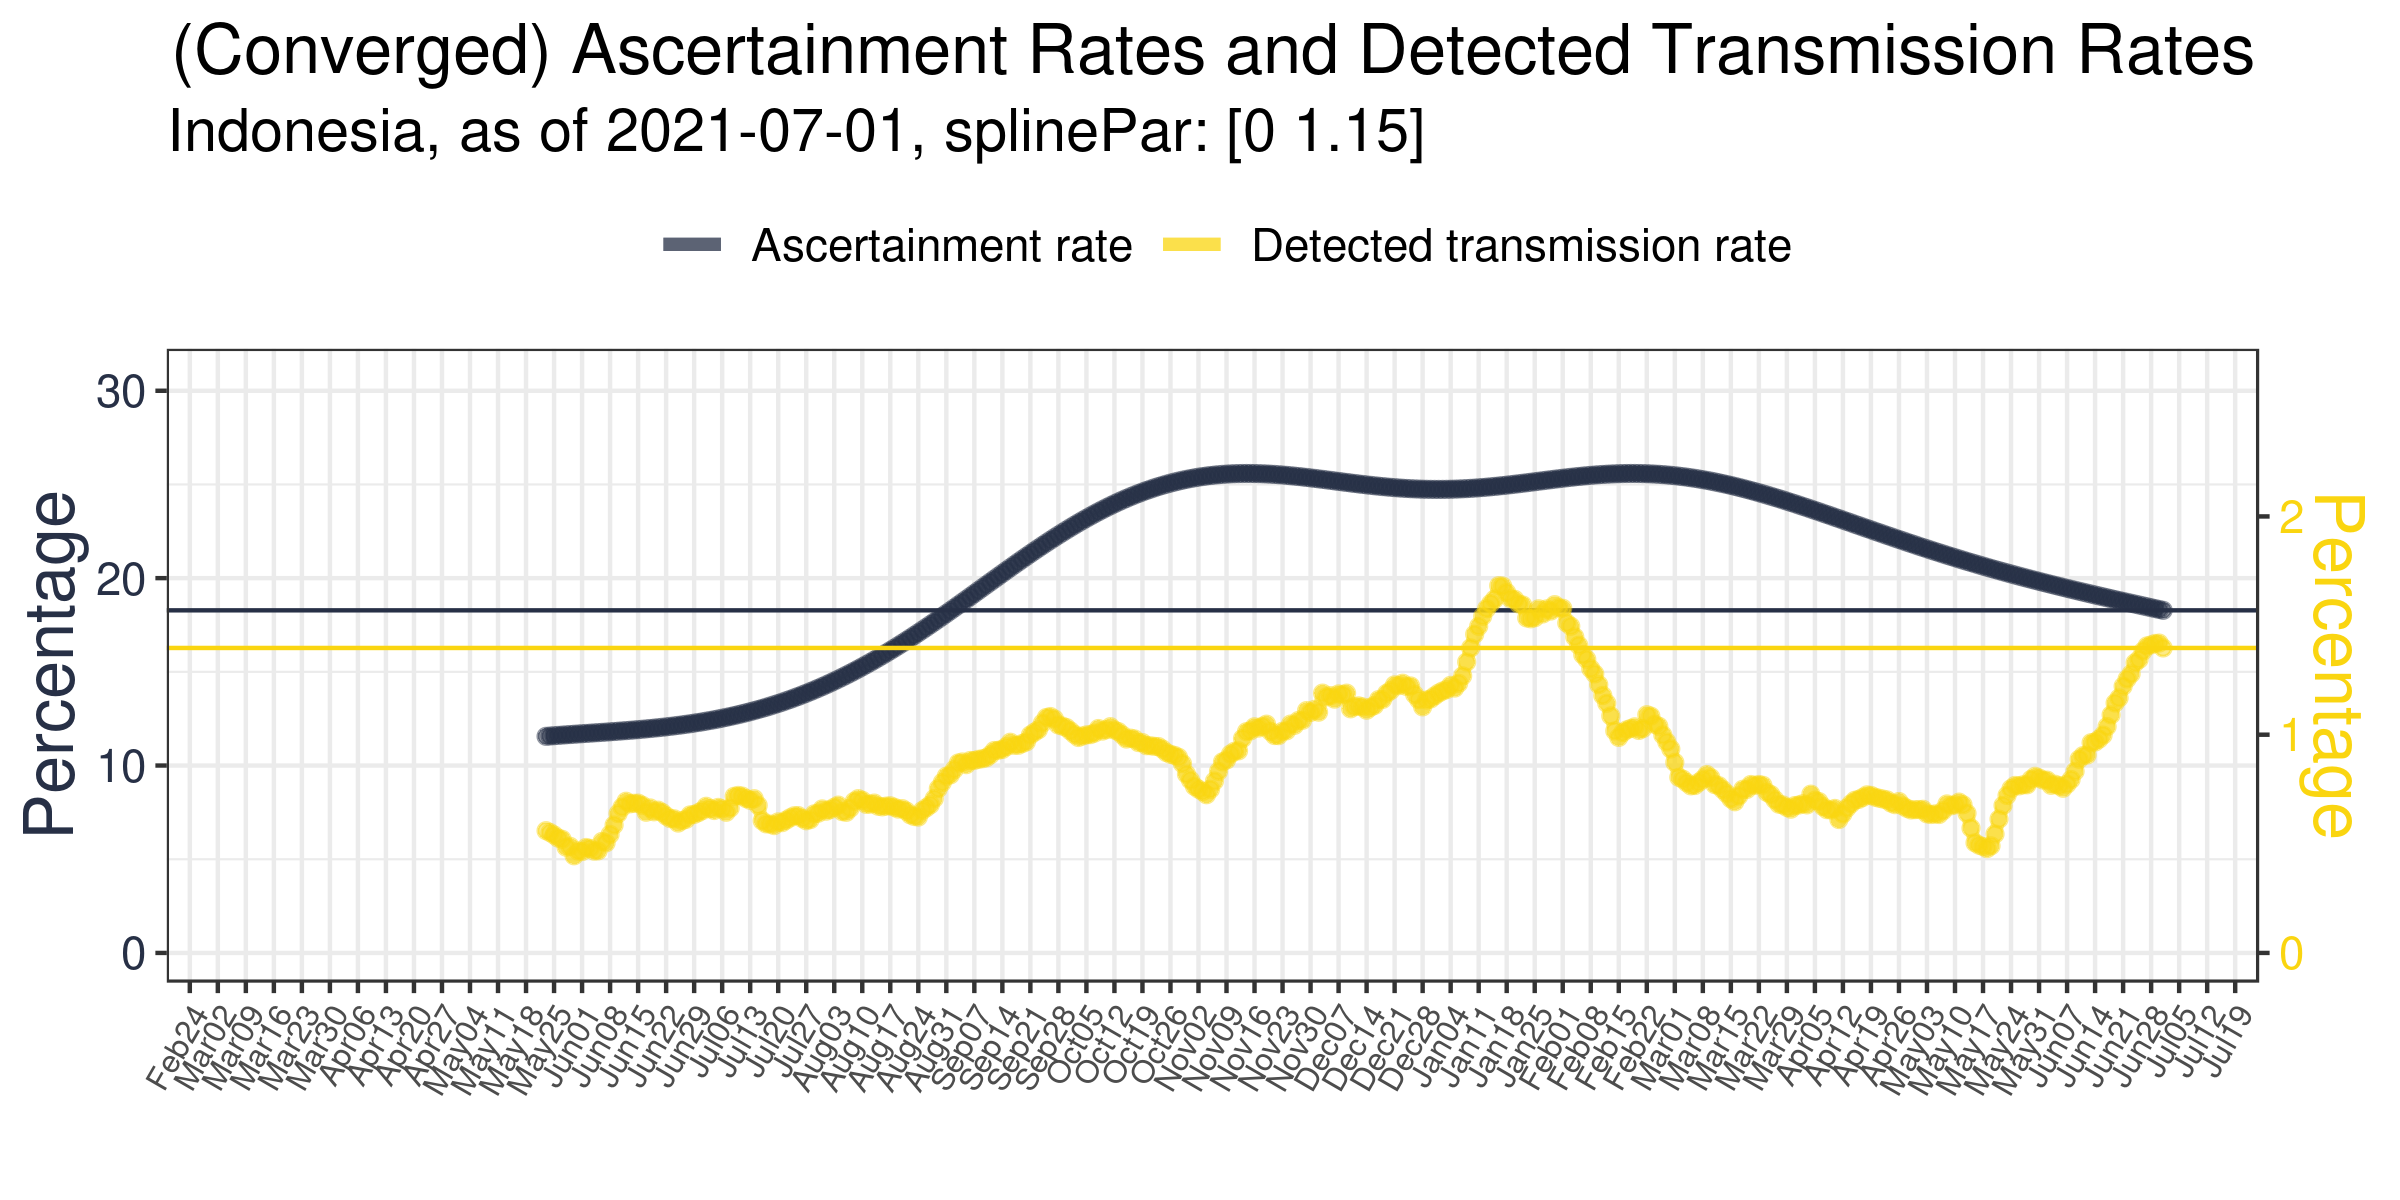 (Converged) Ascertainment Rates and Detected Transmission Rates
Indonesia, as of 2021-07-01, splinePar: [0 1.15]
Ascertainment rate
Detected transmission rate
Percentage
30
20
10
0
2
1
0
Percentage
Feb24
Mar02
Mar09
Mar16
Mar23
Mar30
Apr06
Apr13
Apr20
Apr27
May04
May11
May18
May25
Jun01
Jun08
Jun15
Jun22
Jun29
Jul06
Jul13
Jul20
Jul27
Aug03
Aug10
Aug17
Aug24
Aug31
Sep07
Sep14
Sep21
Sep28
Oct05
Oct12
Oct19
Oct26
Nov02
Nov09
Nov16
Nov23
Nov30
Dec07
Dec14
Dec21
Dec28
Jan04
Jan11
Jan18
Jan25
Feb01
Feb08
Feb15
Feb22
Mar01
Mar08
Mar15
Mar22
Mar29
Apr05
Apr12
Apr19
Apr26
May03
May10
May17
May24
May31
Jun07
Jun14
Jun21
Jun28
Jul05
Jul12
Jul19